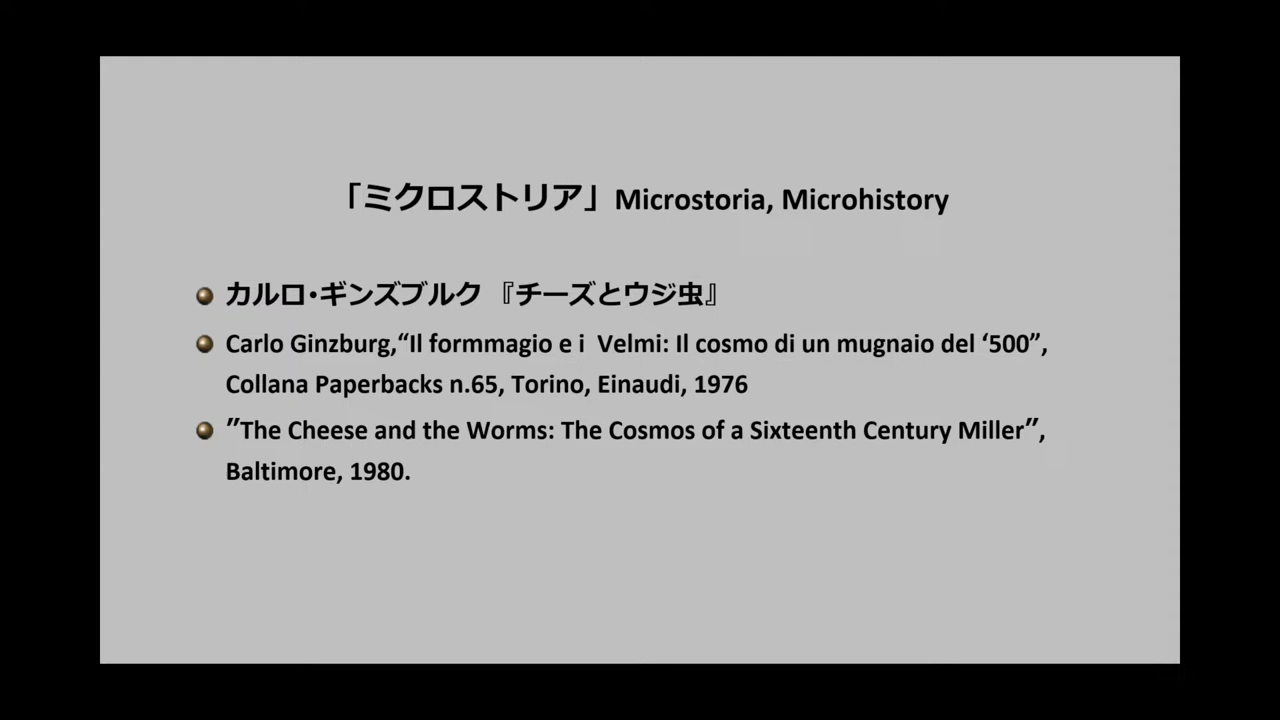 「ミクロストリア」Microstoria, Microhistory
カルロ・ギンズブルク 『チーズとウジ虫』
Carlo Ginzburg,“Il formmagio e i  Velmi: Il cosmo di un mugnaio del ‘500”,
Collana Paperbacks n.65, Torino, Einaudi, 1976
”The Cheese and the Worms: The Cosmos of a Sixteenth Century Miller”,
Baltimore, 1980.